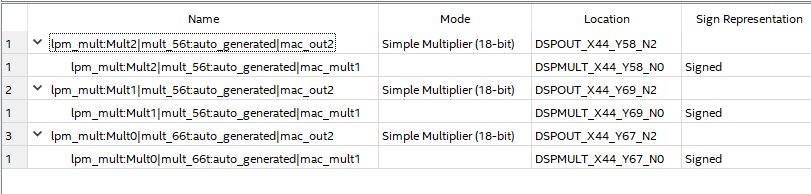 Name Mode Location Sign Representation
1 lpm_mult:Mult2|mult_56t:auto_generated|mac_out2 Simple Multiplier (18-bit) DSPOUT_X44_Y58_N2
1 lpm_mult:Mult2|mult_56t:auto_generated|mac_mult1 DSPMULT_X44_Y58_N0 Signed
2 lpm_mult:Mult1|mult_56t:auto_generated|mac_out2 Simple Multiplier (18-bit) DSPOUT_X44_Y69_N2
1 lpm_mult:Mult1|mult_56t:auto_generated|mac_mult1 DSPMULT_X44_Y69_N0 Signed
3 lpm_mult:Mult0|mult_66t:auto_generated|mac_out2 Simple Multiplier (18-bit) DSPOUT_X44_Y67_N2
1 lpm_mult:Mult0|mult_66t:auto_generated|mac_mult1 DSPMULT_X44_Y67_N0 Signed